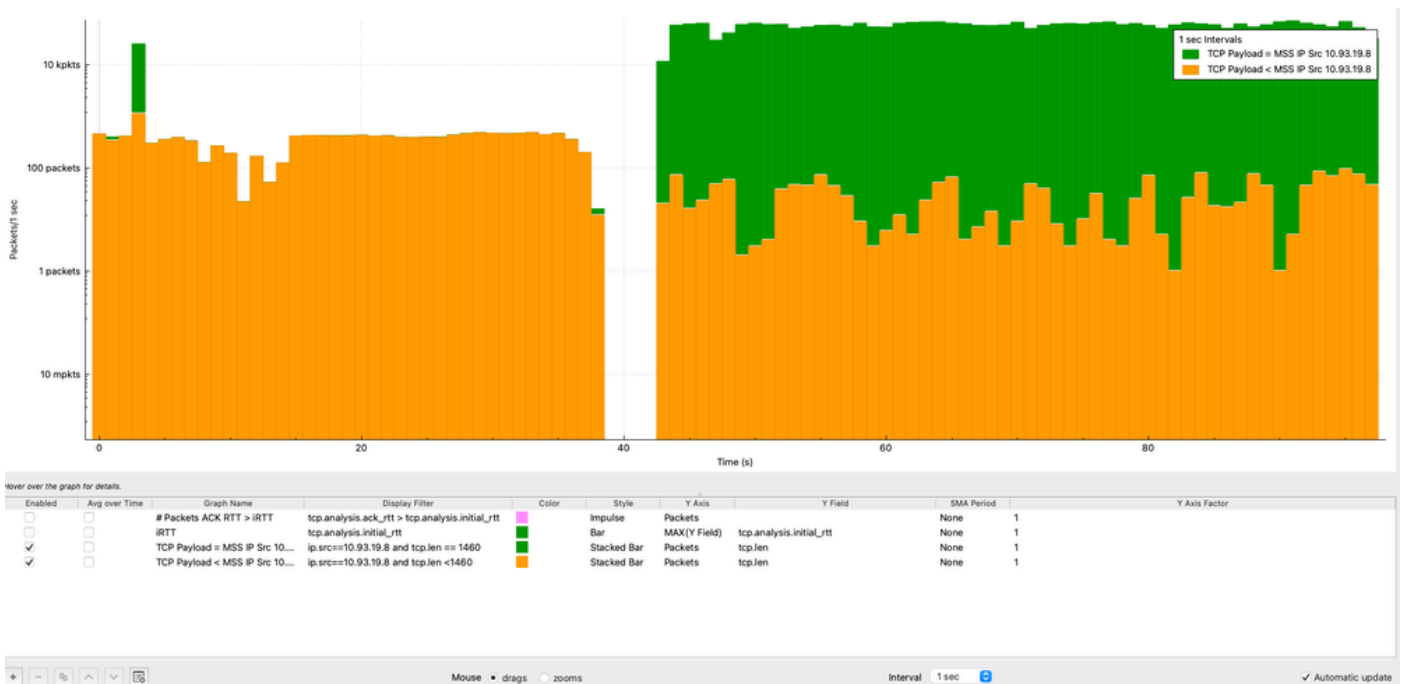 1 sec Intervals
TCP Payload = MSS IP Src 10.93.19.8
TCP Payload < MSS IP Src 10.93.19.8
10 kpkts
100 packets
1 packets
10 mpkts
Packets/1 sec
0 20 40 60 80
Time (s)
Hover over the graph for details.
Enabled Avg over Time Graph Name Display Filter Color Style Y Axis Y Field SMA Period Y Axis Factor
# Packets ACK RTT > iRTT tcp.analysis.ack_rtt > tcp.analysis.initial_rtt Impulse Packets None 1
iRTT tcp.analysis.initial_rtt Bar MAX(Y Field) tcp.analysis.initial_rtt None 1
TCP Payload = MSS IP Src 10.... ip.src==10.93.19.8 and tcp.len == 1460 Stacked Bar Packets tcp.len None 1
TCP Payload < MSS IP Src 10.... ip.src==10.93.19.8 and tcp.len <1460 Stacked Bar Packets tcp.len None 1
Mouse drags zooms Interval 1 sec Automatic update